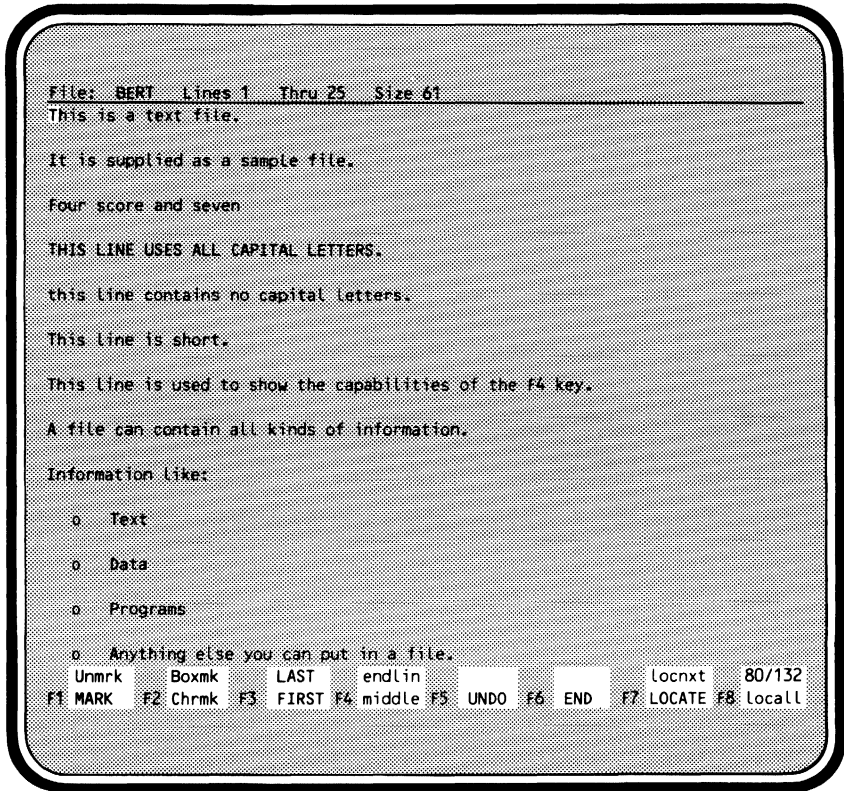 File: BERT Lines 1 Thru 25 Size 61
This is a text file.
It is supplied as a sample file.
Four score and seven
THIS LINE USES ALL CAPITAL LETTERS.
this line contains no capital letters.
This line is short.
This line is used to show the capabilities of the f4 key.
A file can contain all kinds of information.
Information like:
o Text
o Data
o Programs
o Anything else you can put in a file.
Unmrk Boxmk LAST endlin locnxt 80/132
F1 MARK F2 Chrmk F3 FIRST F4 middle F5 UNDO F6 END F7 LOCATE F8 locall